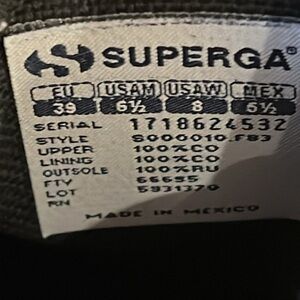 SUPERGA®
EU USAM USAW MEX
39 6½ 8 6½
SERIAL 1718624532
STYLE S000010.F83
UPPER 100%CO
LINING 100%CO
OUTSOLE 100%RU
FTY 66695
LOT 5931370
RN
MADE IN MEXICO